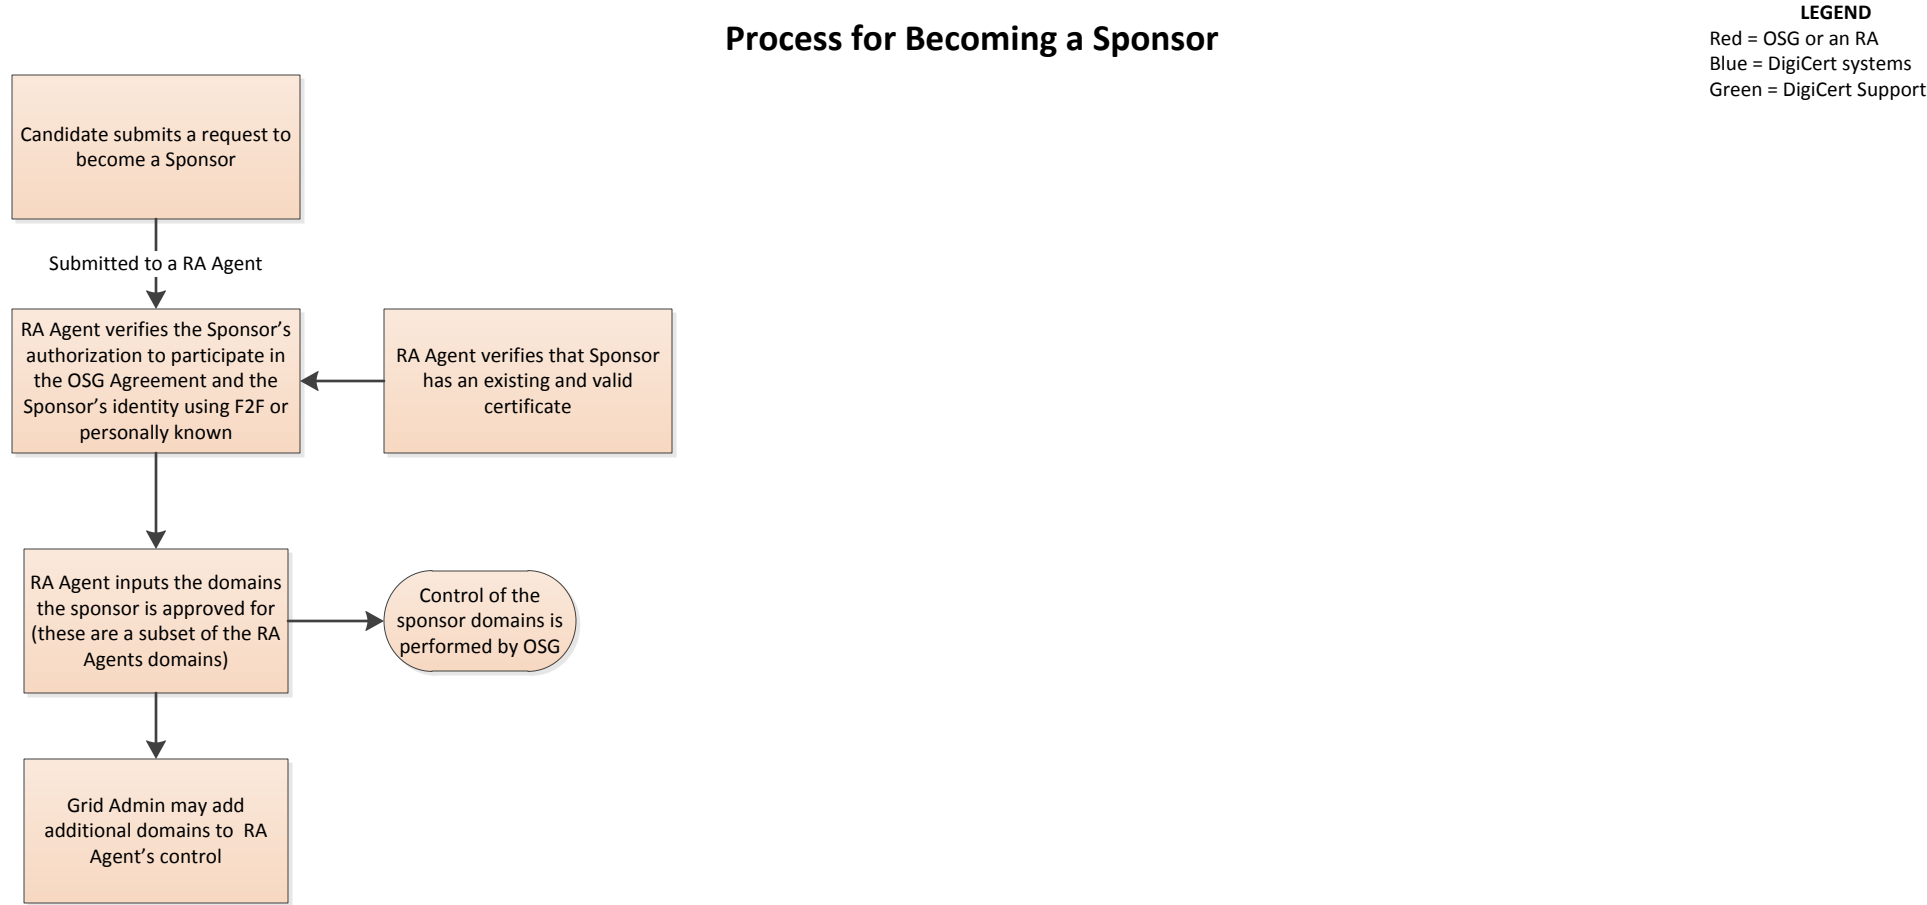 Process for Becoming a Sponsor
LEGEND
Red = OSG or an RA
Blue = DigiCert systems
Green = DigiCert Support
Candidate submits a request to
become a Sponsor
Submitted to a RA Agent
RA Agent verifies the Sponsor’s
authorization to participate in
the OSG Agreement and the
Sponsor’s identity using F2F or
personally known
RA Agent verifies that Sponsor
has an existing and valid
certificate
RA Agent inputs the domains
the sponsor is approved for
(these are a subset of the RA
Agents domains)
Control of the
sponsor domains is
performed by OSG
Grid Admin may add
additional domains to  RA
Agent’s control